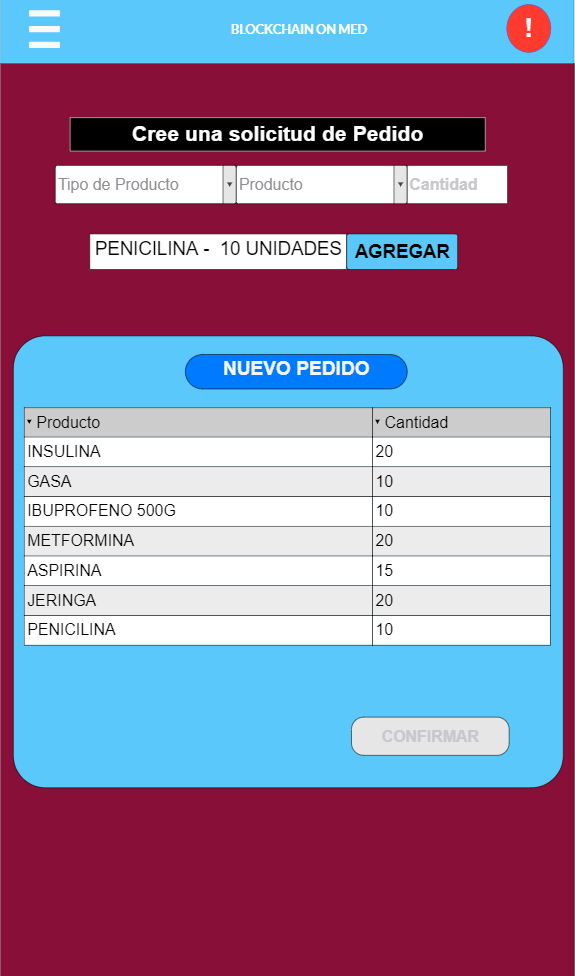 BLOCKCHAIN ON MED
!
Cree una solicitud de Pedido
Tipo de Producto Producto Cantidad
PENICILINA - 10 UNIDADES AGREGAR
NUEVO PEDIDO
Producto Cantidad
INSULINA 20
GASA 10
IBUPROFENO 500G 10
METFORMINA 20
ASPIRINA 15
JERINGA 20
PENICILINA 10
CONFIRMAR